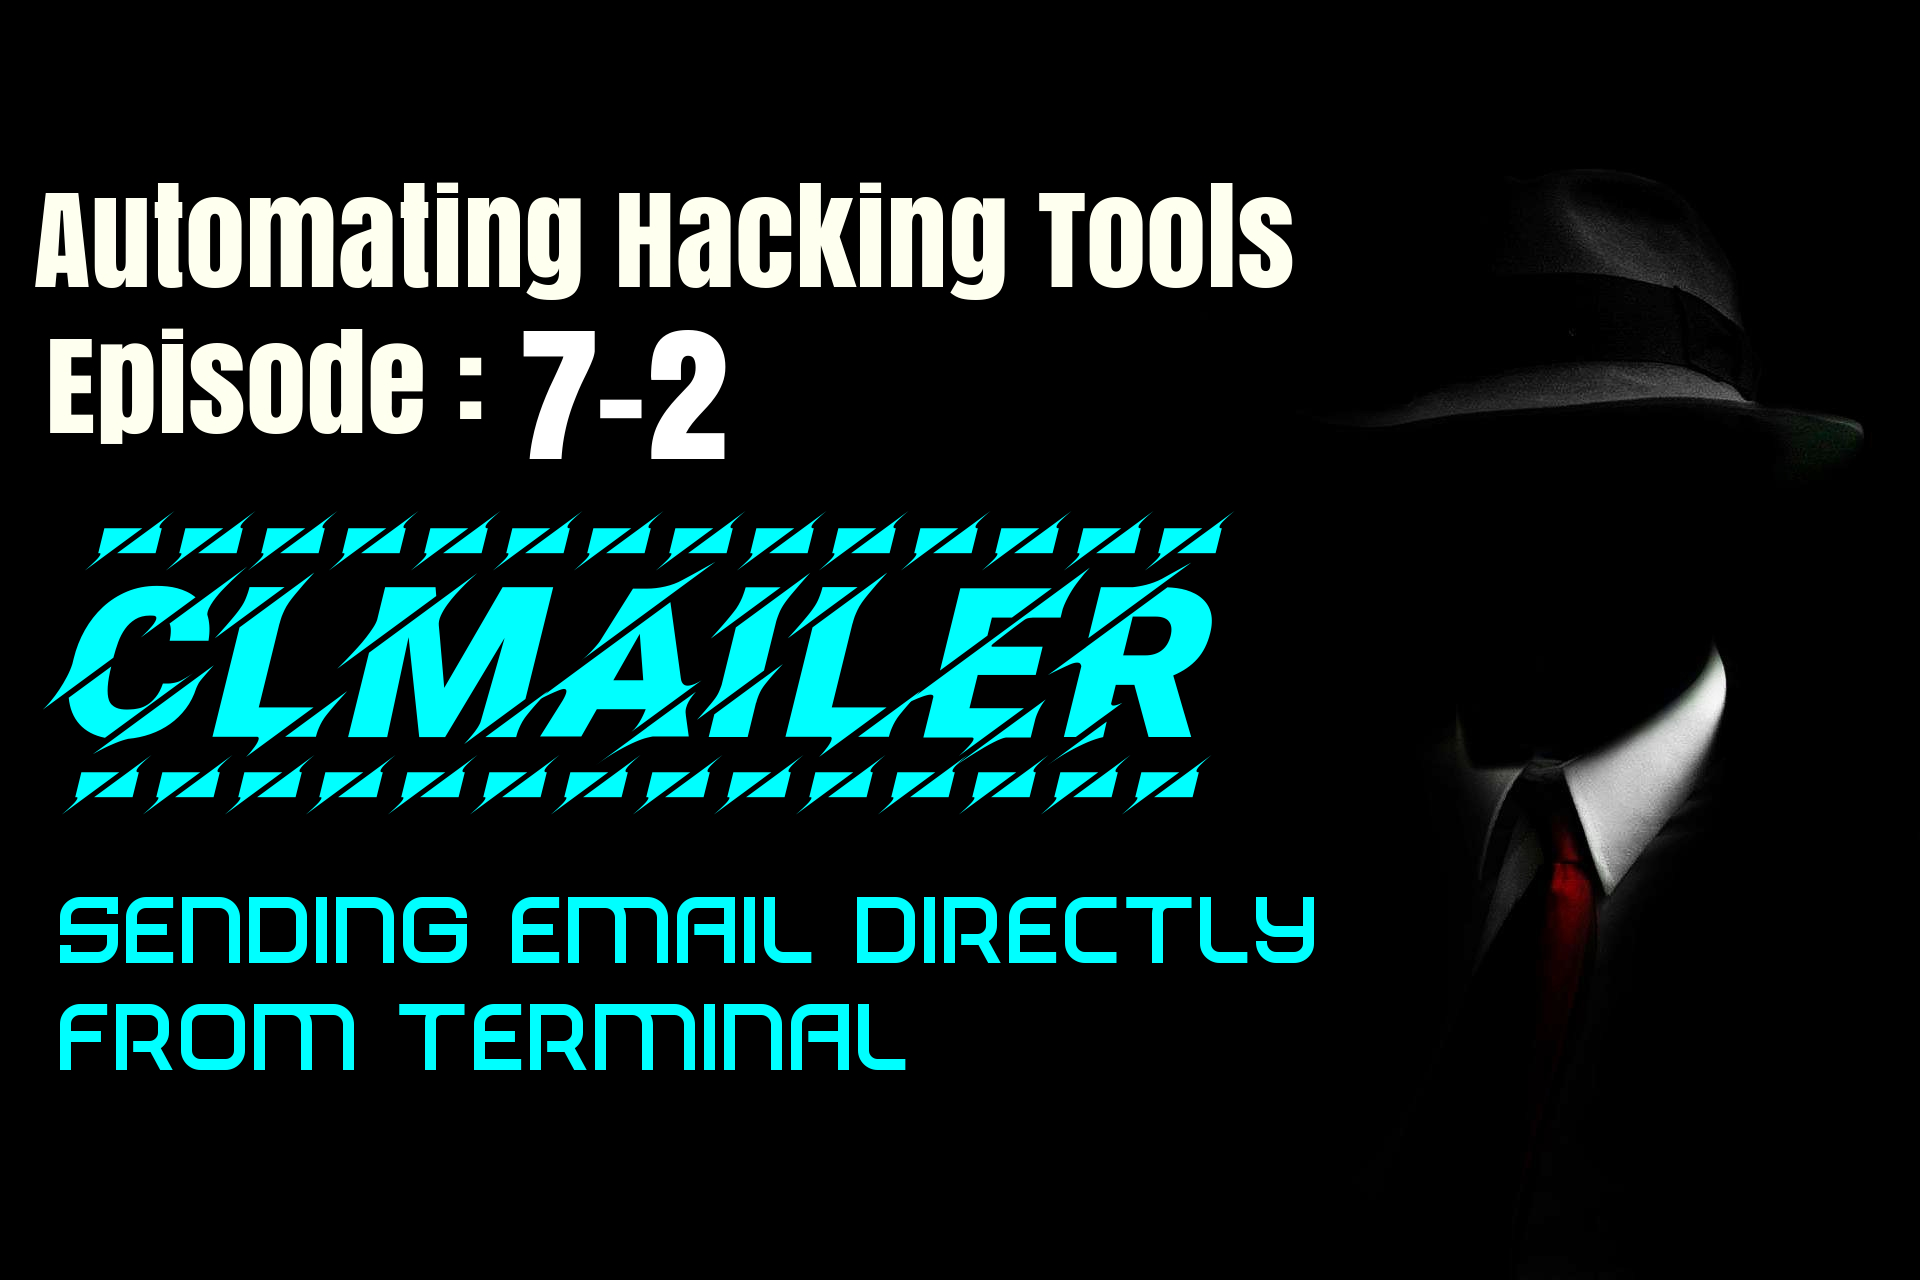 Automating Hacking Tools
Episode : 7-2
CLMAILER
SENDING EMAIL DIRECTLY
FROM TERMINAL